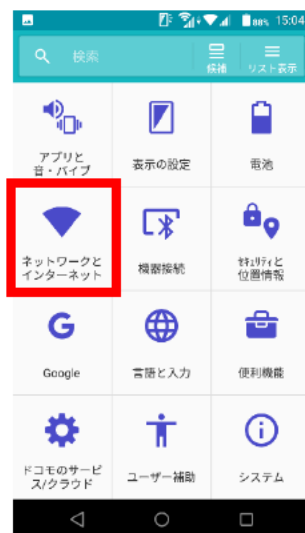 88% 15:04
検索
候補 リスト表示
アプリと
音・バイブ
表示の設定
電池
ネットワークと
インターネット
機器接続
セキュリティと
位置情報
Google
言語と入力
便利機能
ドコモのサービ
ス/クラウド
ユーザー補助
システム